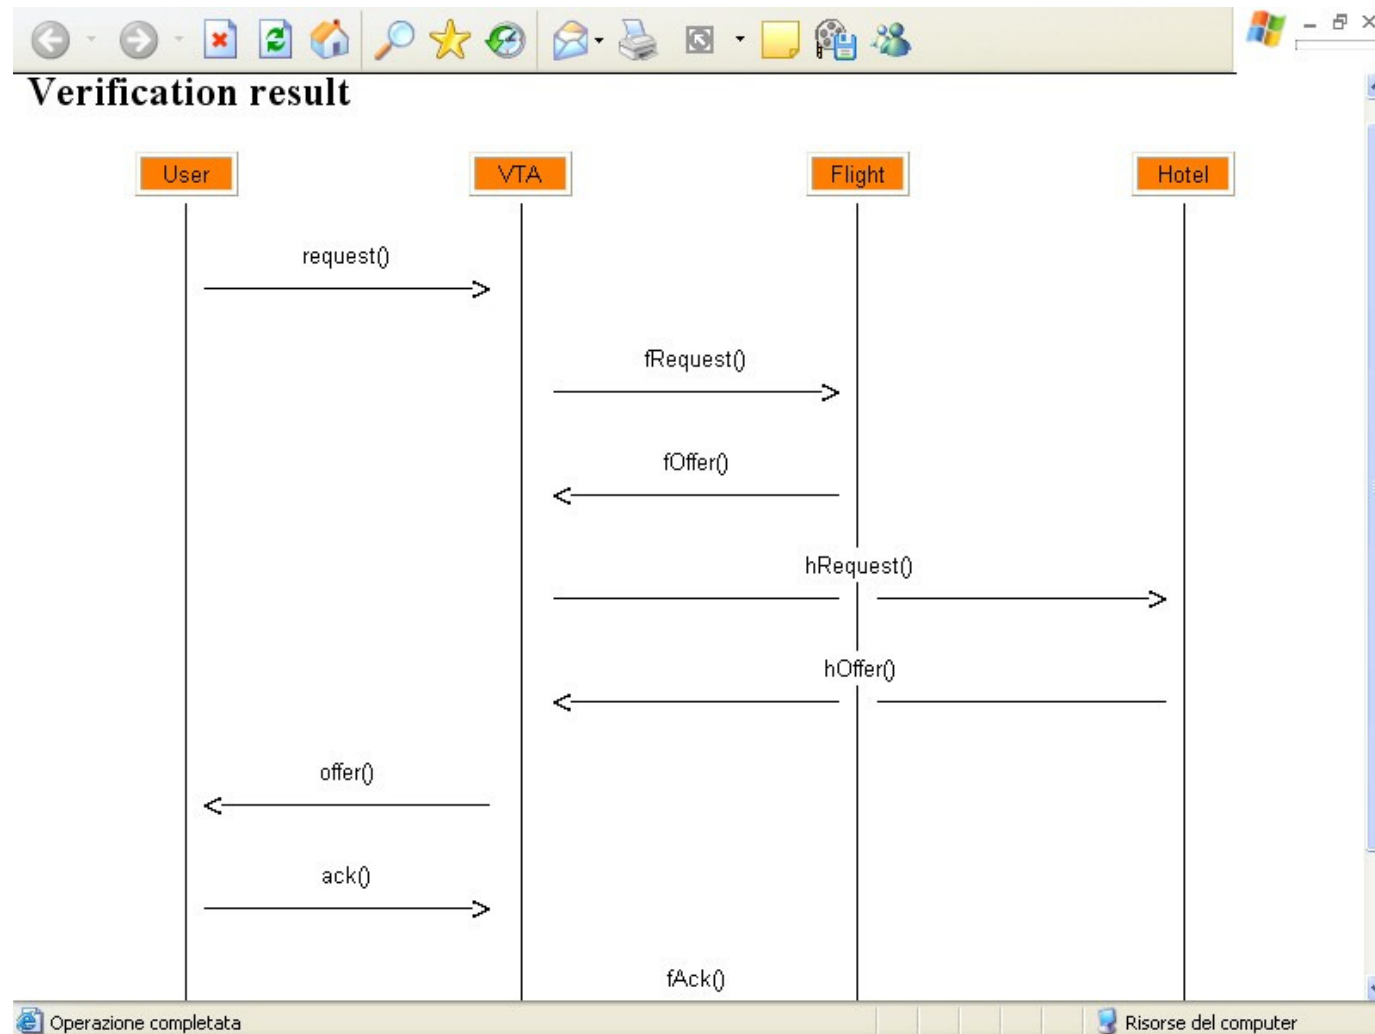 Verification result
User VTA Flight Hotel
request()
fRequest()
fOffer()
hRequest()
hOffer()
offer()
ack()
fAck()
Operazione completata Risorse del computer